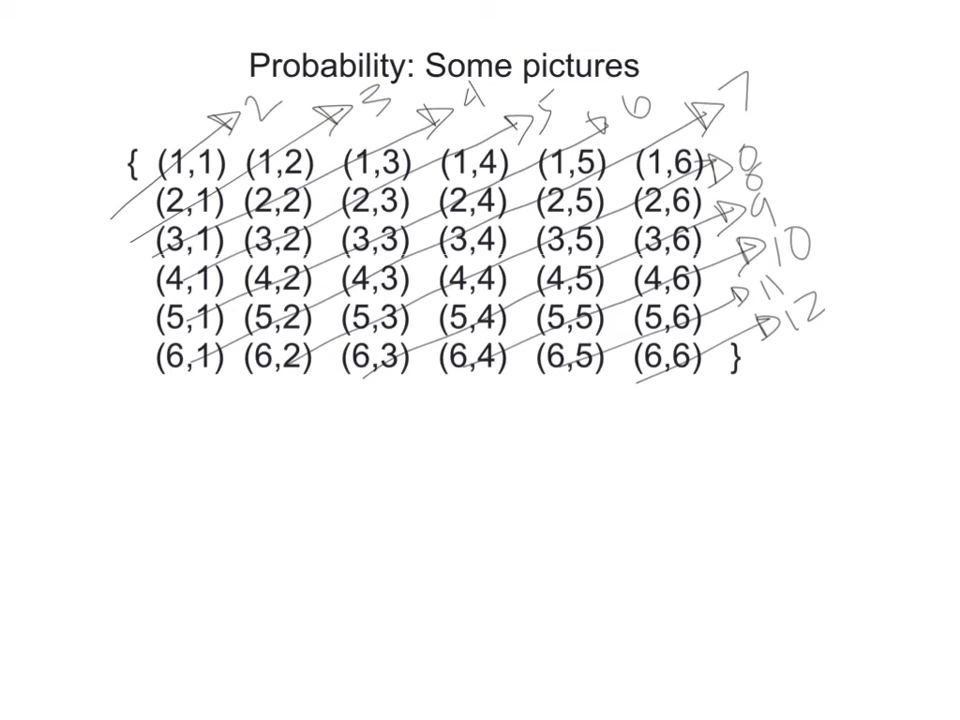 Probability: Some pictures
2 3 4 5 6 7
{ (1,1) (1,2) (1,3) (1,4) (1,5) (1,6) 8
(2,1) (2,2) (2,3) (2,4) (2,5) (2,6) 9
(3,1) (3,2) (3,3) (3,4) (3,5) (3,6) 10
(4,1) (4,2) (4,3) (4,4) (4,5) (4,6) 11
(5,1) (5,2) (5,3) (5,4) (5,5) (5,6) 12
(6,1) (6,2) (6,3) (6,4) (6,5) (6,6) }